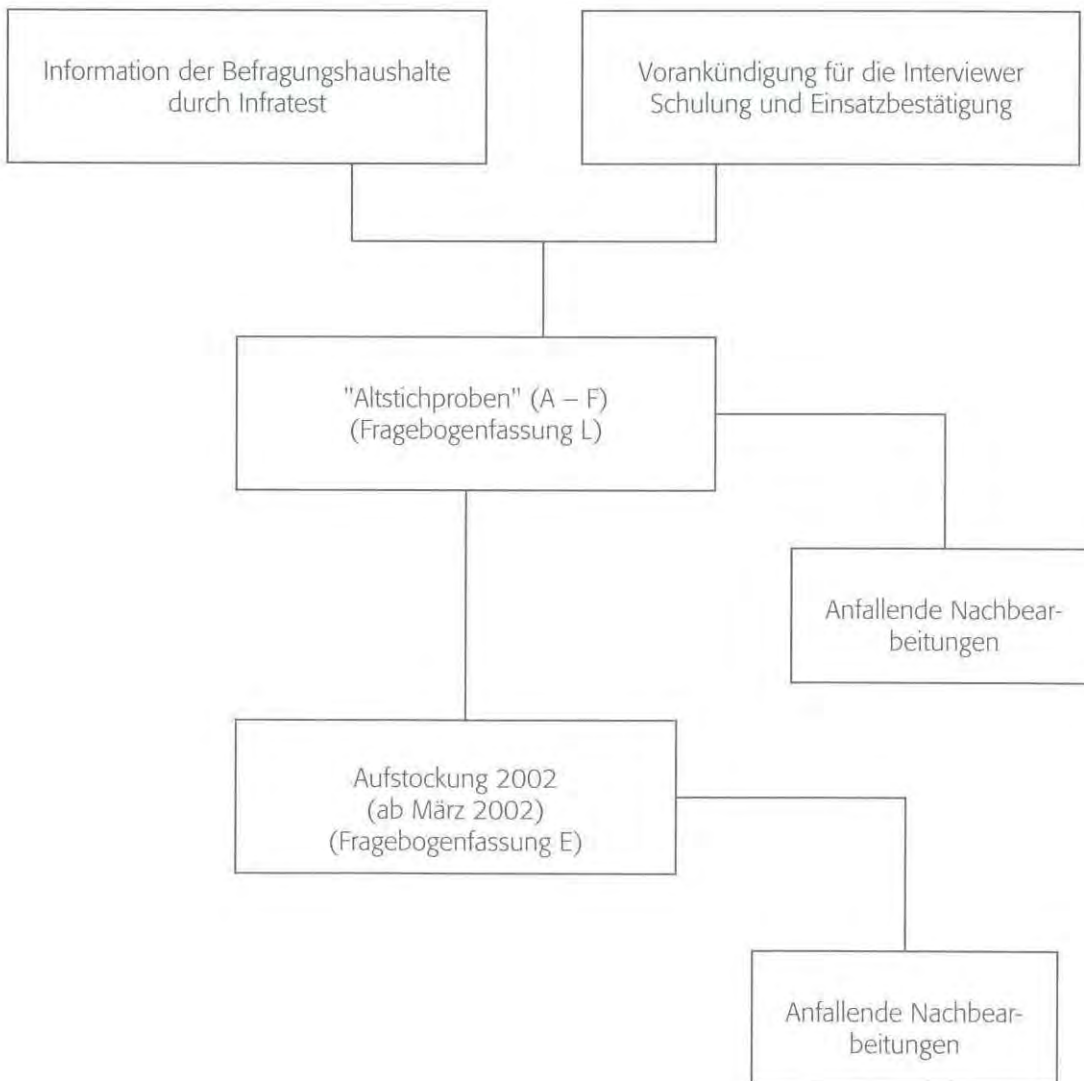 Information der Befragungshaushalte
durch Infratest
Vorankündigung für die Interviewer
Schulung und Einsatzbestätigung
"Altstichproben" (A – F)
(Fragebogenfassung L)
Anfallende Nachbear-
beitungen
Aufstockung 2002
(ab März 2002)
(Fragebogenfassung E)
Anfallende Nachbear-
beitungen